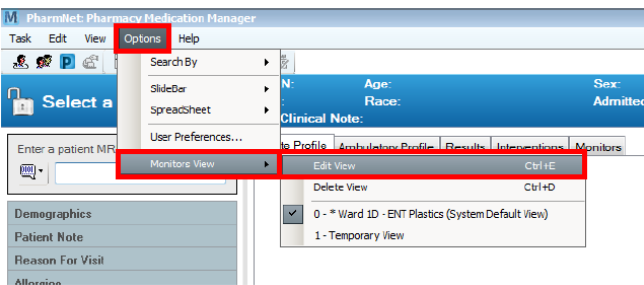 PharmNet: Pharmacy Medication Manager
Task Edit View Options Help
Search By
SlideBar
SpreadSheet
User Preferences...
Monitors View
Select a
N: Age: Sex:
: Race: Admitted
Clinical Note:
Enter a patient MR
te Profile Ambulatory Profile Results Interventions Monitors
Edit View Ctrl+E
Delete View Ctrl+D
0 - * Ward 1D - ENT Plastics (System Default View)
1 - Temporary View
Demographics
Patient Note
Reason For Visit
Allergies